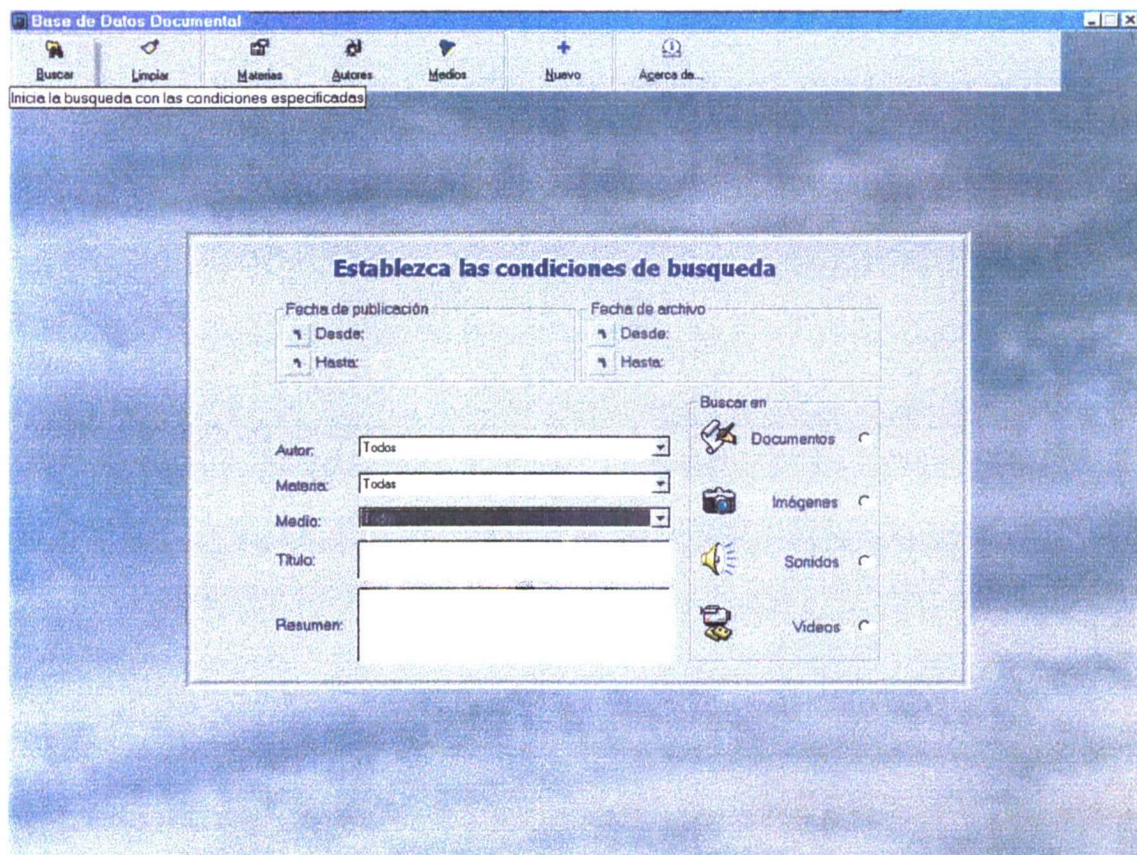 Base de Datos Documental
Buscar Limpiar Materias Autores Medios Nuevo Acerca de...
Inicia la busqueda con las condiciones especificadas
Establezca las condiciones de busqueda
Fecha de publicación Fecha de archivo
Desde: Desde:
Hasta: Hasta:
Buscar en
Documentos
Autor: Todos
Materia: Todas
Imágenes
Medio:
Título:
Sonidos
Resumen:
Videos